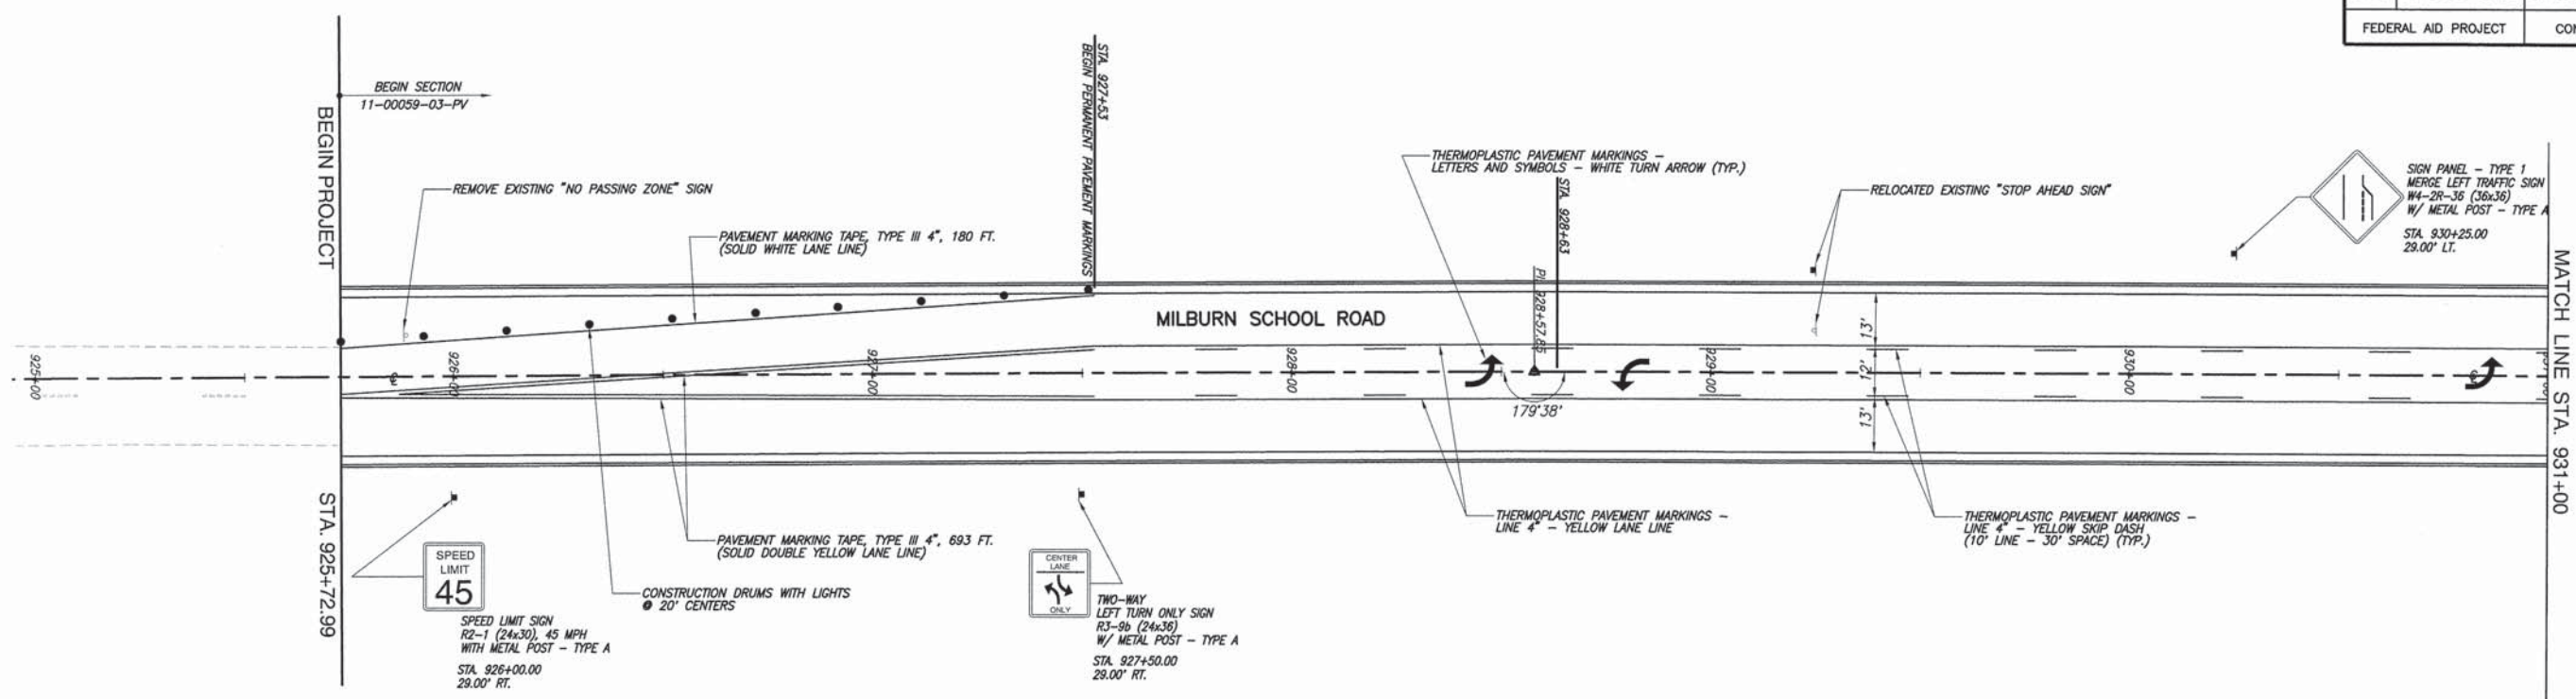 FEDERAL AID PROJECT
BEGIN SECTION
11-00059-03-PV
BEGIN PROJECT
STA. 925+72.99
REMOVE EXISTING "NO PASSING ZONE" SIGN
PAVEMENT MARKING TAPE, TYPE III 4", 180 FT.
(SOLID WHITE LANE LINE)
STA. 927+53
BEGIN PERMANENT PAVEMENT MARKINGS
THERMOPLASTIC PAVEMENT MARKINGS –
LETTERS AND SYMBOLS – WHITE TURN ARROW (TYP.)
STA. 928+63
P.I. 928+57.85
RELOCATED EXISTING "STOP AHEAD SIGN"
SIGN PANEL – TYPE 1
MERGE LEFT TRAFFIC SIGN
W4-2R-36 (36x36)
W/ METAL POST – TYPE A
STA. 930+25.00
29.00' LT.
MATCH LINE STA. 931+00
MILBURN SCHOOL ROAD
925+00
926+00
927+00
928+00
929+00
930+00
13'
12'
13'
179°38'
SPEED
LIMIT
45
SPEED LIMIT SIGN
R2-1 (24x30), 45 MPH
WITH METAL POST – TYPE A
STA. 926+00.00
29.00' RT.
PAVEMENT MARKING TAPE, TYPE III 4", 693 FT.
(SOLID DOUBLE YELLOW LANE LINE)
CONSTRUCTION DRUMS WITH LIGHTS
@ 20' CENTERS
CENTER
LANE
ONLY
TWO-WAY
LEFT TURN ONLY SIGN
R3-9b (24x36)
W/ METAL POST – TYPE A
STA. 927+50.00
29.00' RT.
THERMOPLASTIC PAVEMENT MARKINGS –
LINE 4" – YELLOW LANE LINE
THERMOPLASTIC PAVEMENT MARKINGS –
LINE 4" – YELLOW SKIP DASH
(10' LINE – 30' SPACE) (TYP.)